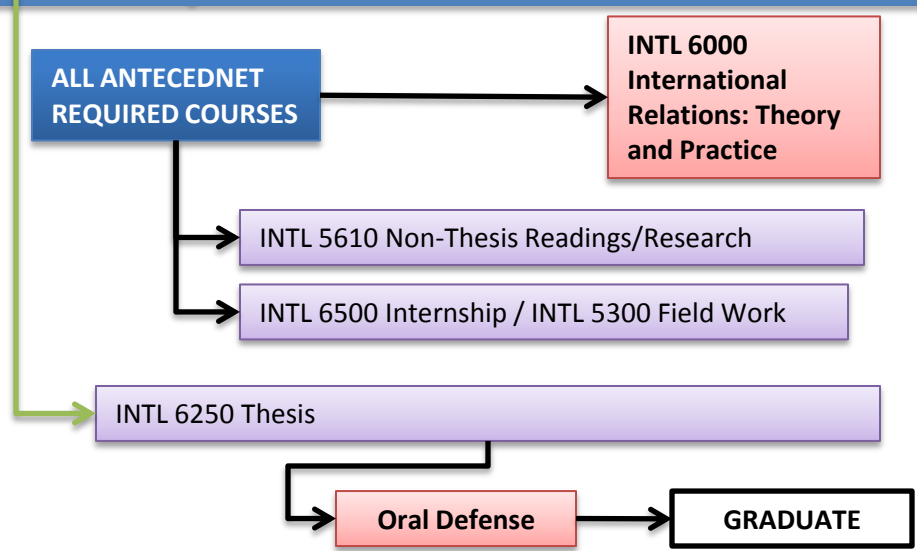 ALL ANTECEDNET
REQUIRED COURSES
INTL 6000
International
Relations: Theory
and Practice
INTL 5610 Non-Thesis Readings/Research
INTL 6500 Internship / INTL 5300 Field Work
INTL 6250 Thesis
Oral Defense
GRADUATE